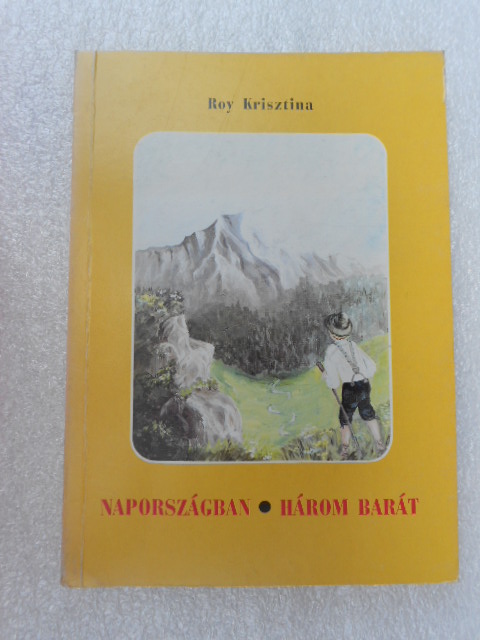 Roy Krisztina
NAPORSZÁGBAN • HÁROM BARÁT